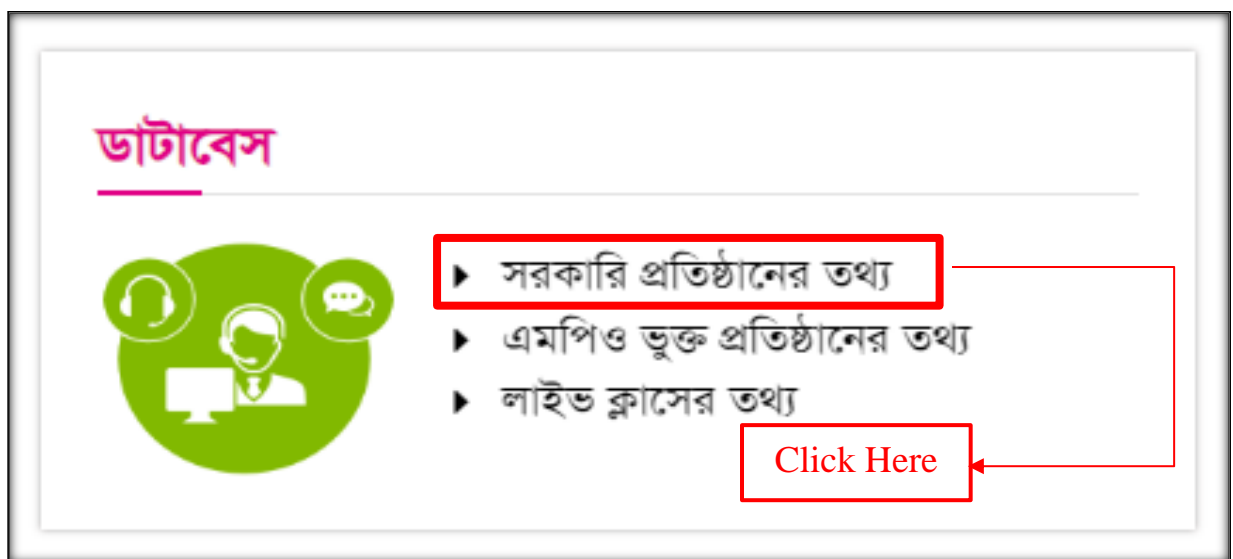 ডাটাবেস
সরকারি প্রতিষ্ঠানের তথ্য
এমপিও ভুক্ত প্রতিষ্ঠানের তথ্য
লাইভ ক্লাসের তথ্য
Click Here